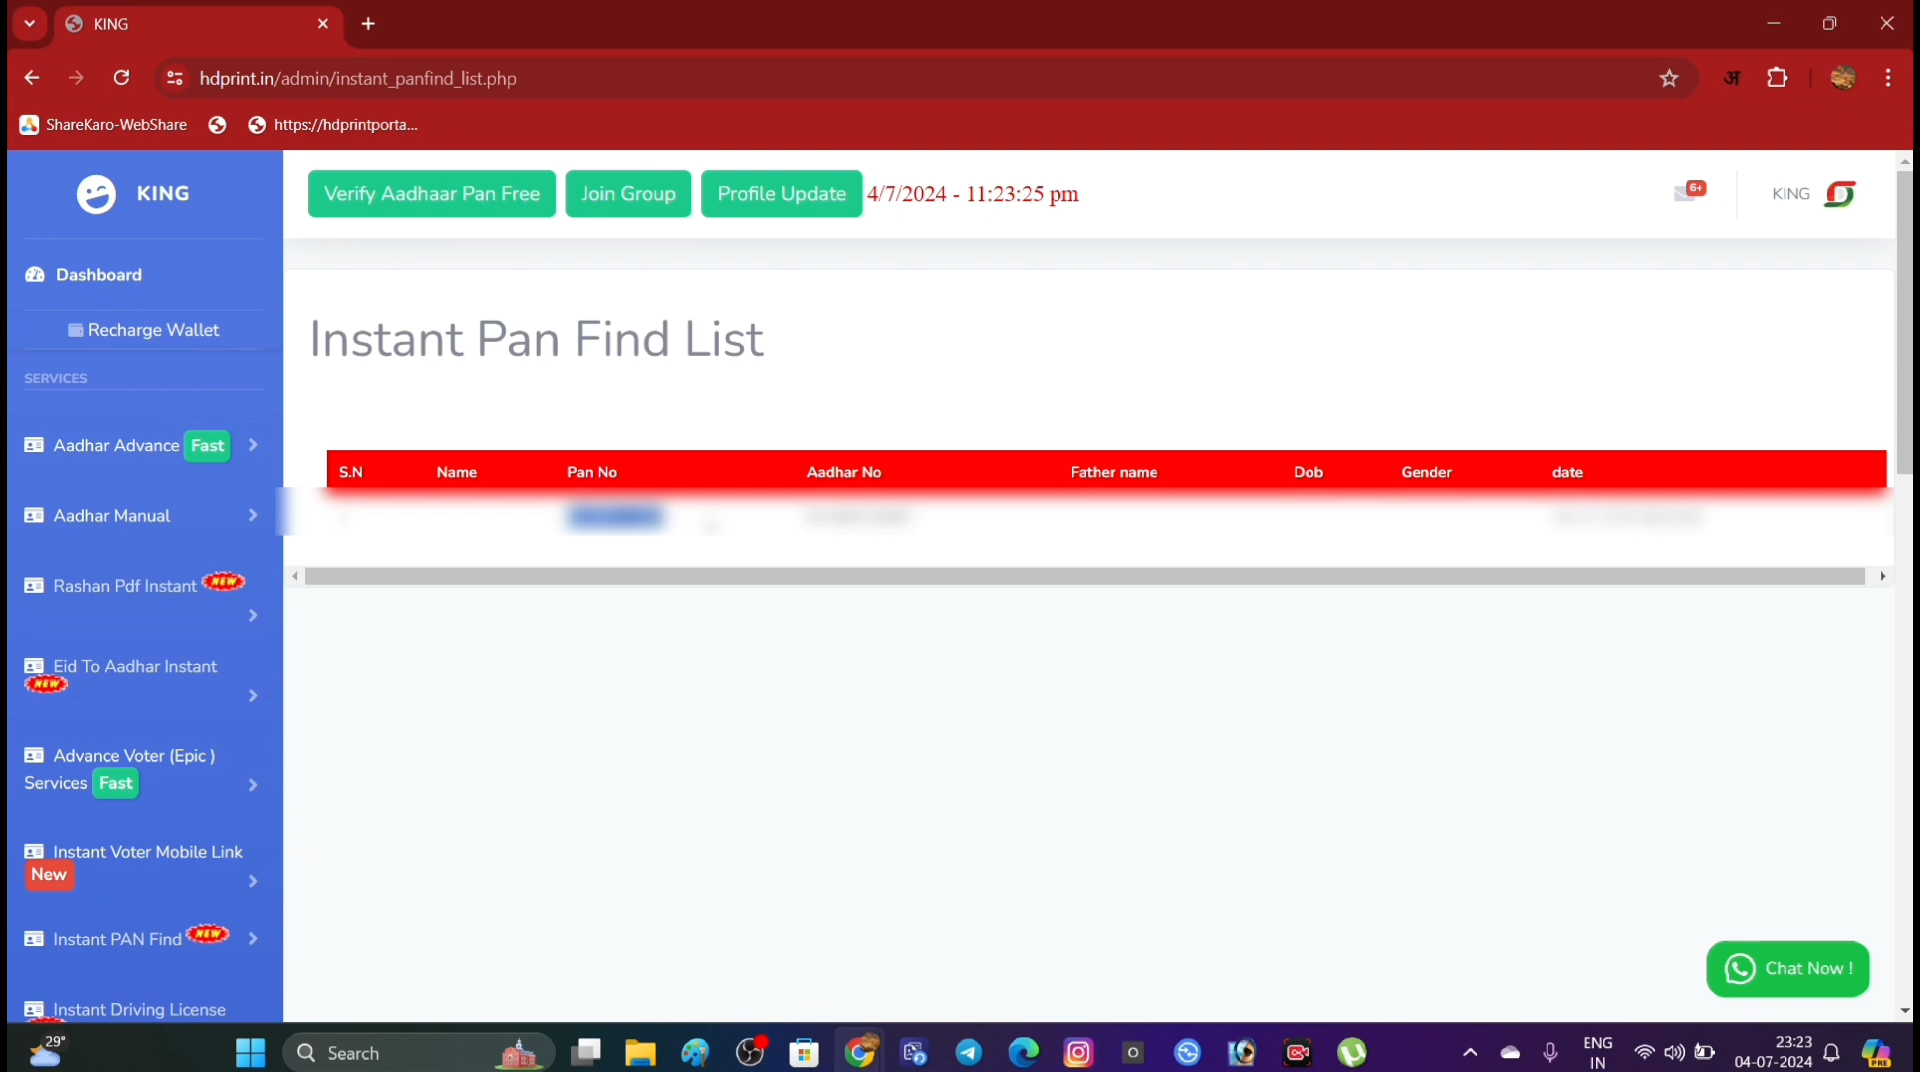 KING
hdprint.in/admin/instant_panfind_list.php
अ
ShareKaro-WebShare
https://hdprintporta...
KING
Verify Aadhaar Pan Free
Join Group
Profile Update
4/7/2024 - 11:23:25 pm
6+
KING
Dashboard
Recharge Wallet
SERVICES
Instant Pan Find List
Aadhar Advance Fast
S.N Name Pan No Aadhar No Father name Dob Gender date
Aadhar Manual
Rashan Pdf Instant NEW
Eid To Aadhar Instant
NEW
Advance Voter (Epic )
Services Fast
Instant Voter Mobile Link
New
Instant PAN Find NEW
Chat Now !
Instant Driving License
29°
Search
ENG
IN
23:23
04-07-2024
PRE